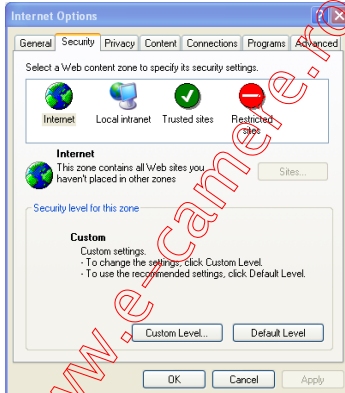 Internet Options
General Security Privacy Content Connections Programs Advanced
Select a Web content zone to specify its security settings.
Internet Local intranet Trusted sites Restricted sites
Internet
This zone contains all Web sites you haven't placed in other zones
Sites...
Security level for this zone
Custom
Custom settings.
- To change the settings, click Custom Level.
- To use the recommended settings, click Default Level.
Custom Level... Default Level
OK Cancel Apply
www.e-camere.ro